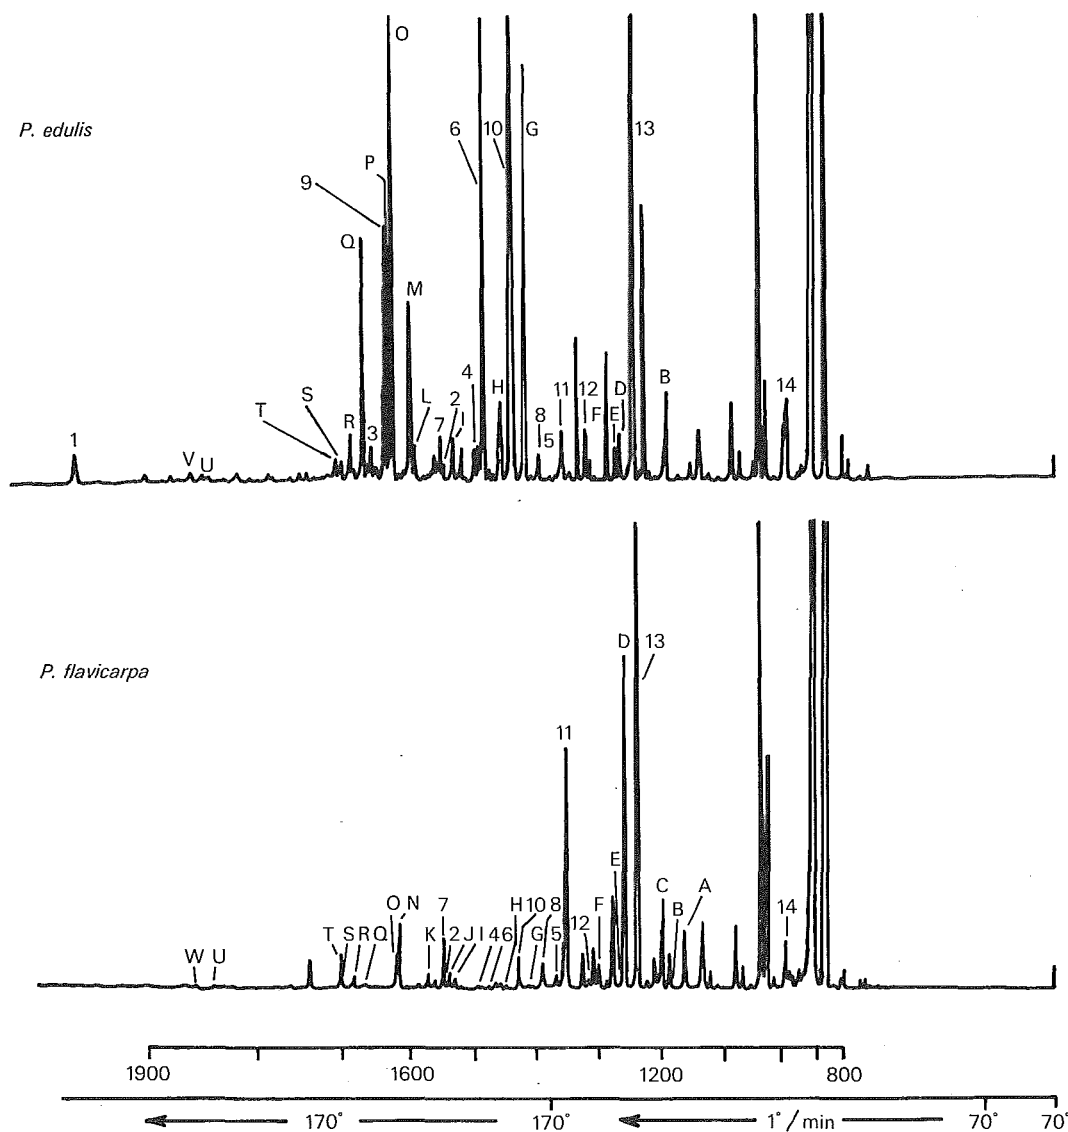 O
P. edulis
6 10 G 13
P
9
Q
M
S T
L
4
H
D
B
R 3 7 2 I 8 5 11 12 F E 14
1
V U
D 13
P. flavicarpa
11
E
C B A
O N 7 H 10 8 F
T S R Q K 2 J I 4 6 G 5 12 14
W U
1900 1600 1200 800
170° 170° 1°/min 70° 70°